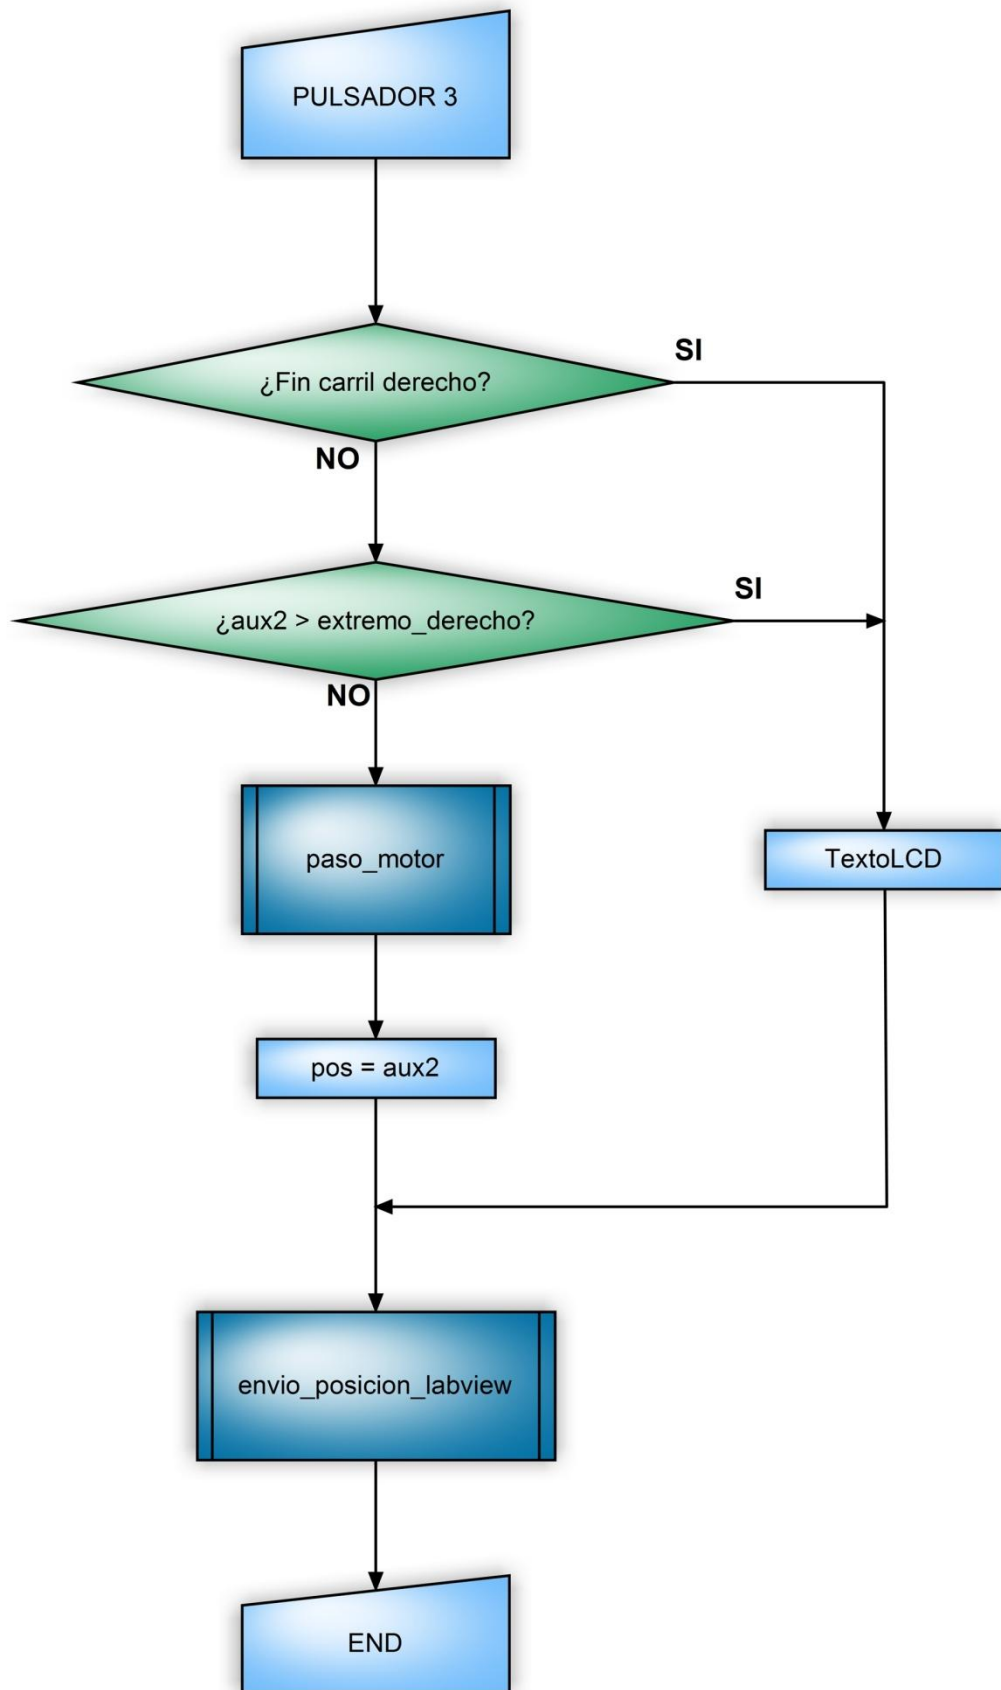 PULSADOR 3
¿Fin carril derecho?
SI
NO
¿aux2 > extremo_derecho?
SI
NO
paso_motor
TextoLCD
pos = aux2
envio_posicion_labview
END